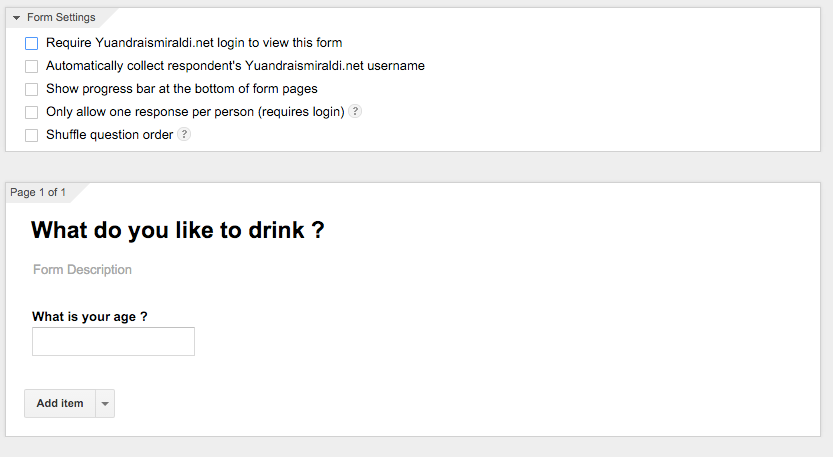 Form Settings
Require Yuandraismiraldi.net login to view this form
Automatically collect respondent's Yuandraismiraldi.net username
Show progress bar at the bottom of form pages
Only allow one response per person (requires login) ?
Shuffle question order ?
Page 1 of 1
What do you like to drink ?
Form Description
What is your age ?
Add item